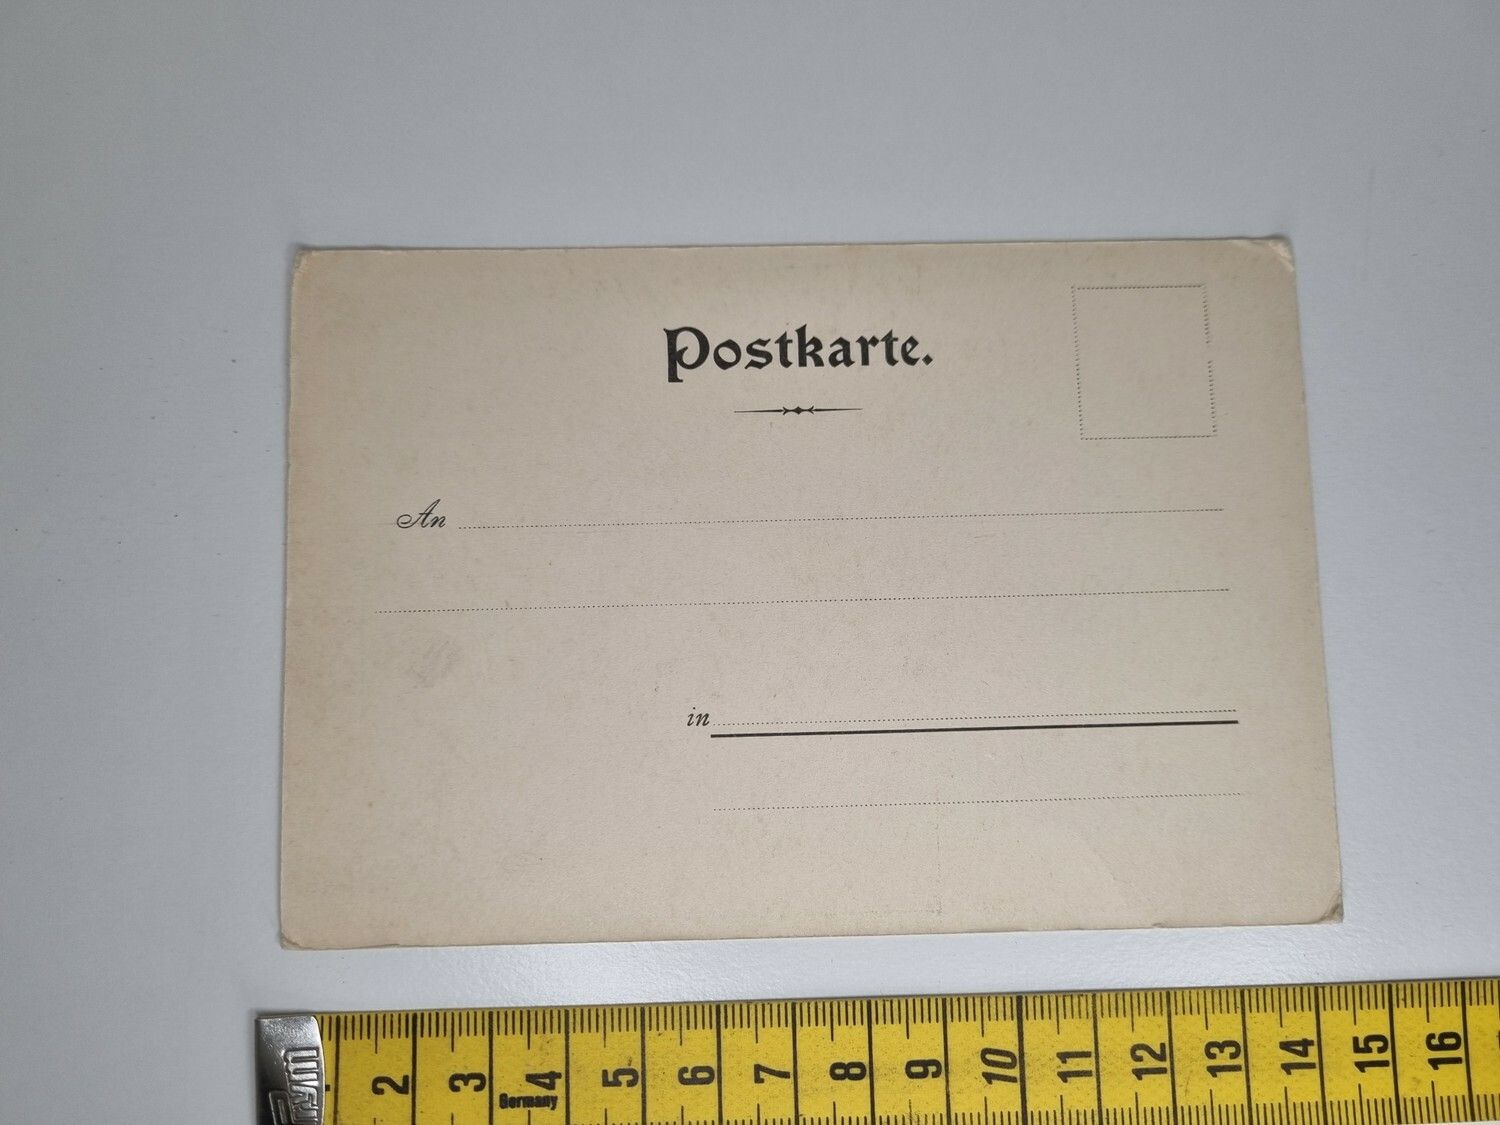 Postkarte.
An
in
2 3 4 5 6 7 8 9 10 11 12 13 14 15 16
Germany